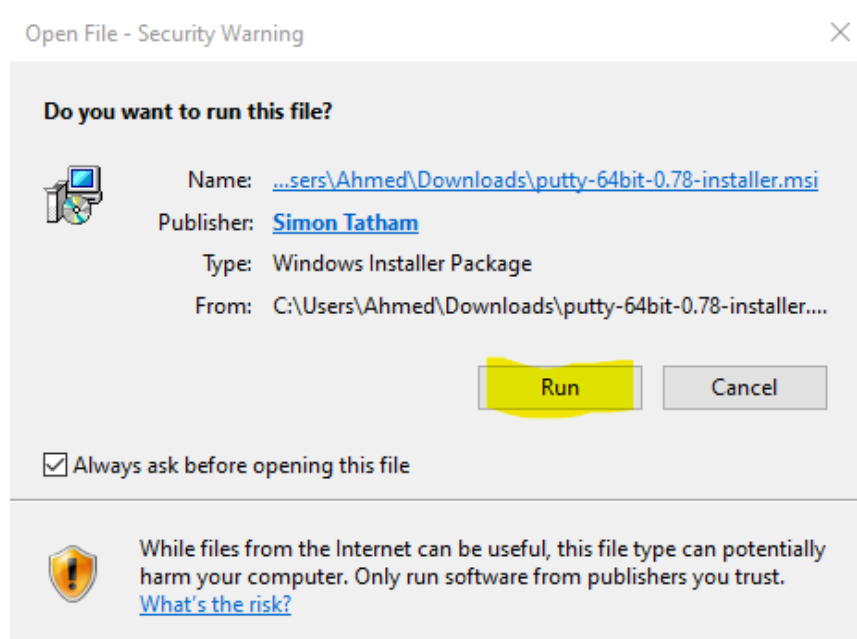 Open File - Security Warning
Do you want to run this file?
Name: ...sers\Ahmed\Downloads\putty-64bit-0.78-installer.msi
Publisher: Simon Tatham
Type: Windows Installer Package
From: C:\Users\Ahmed\Downloads\putty-64bit-0.78-installer....
Run Cancel
Always ask before opening this file
While files from the Internet can be useful, this file type can potentially
harm your computer. Only run software from publishers you trust.
What's the risk?